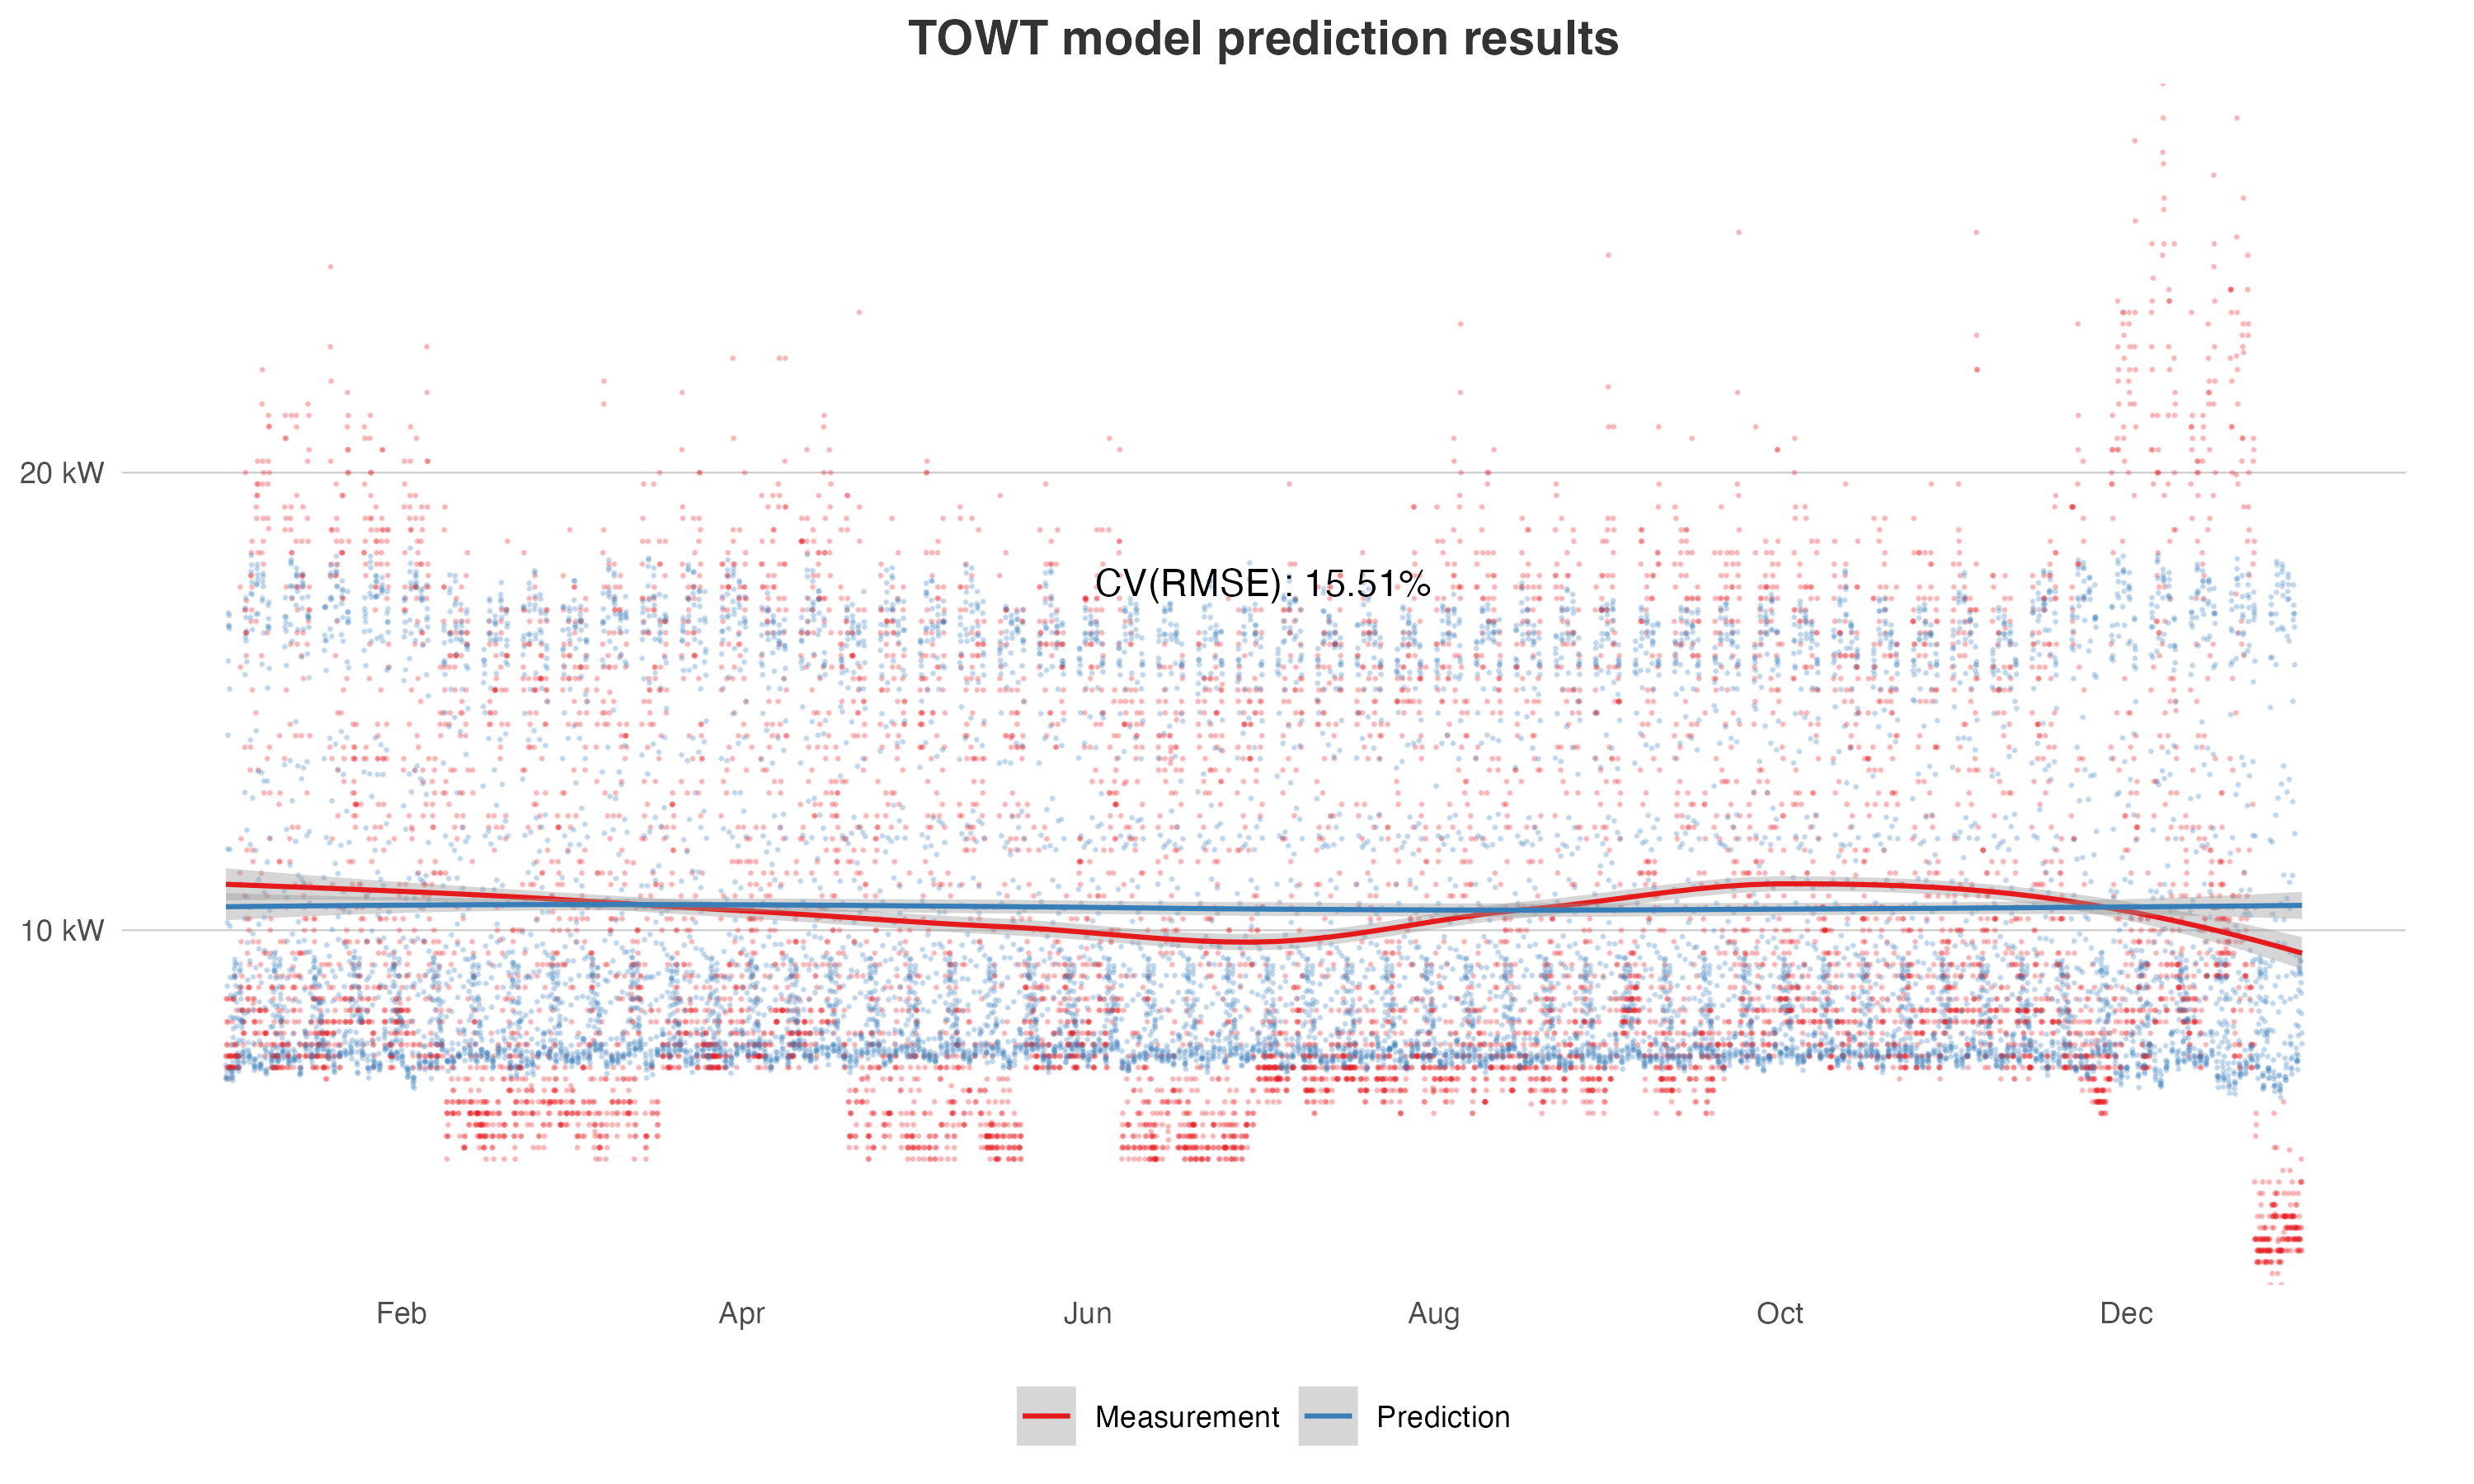 TOWT model prediction results
20 kW
CV(RMSE): 15.51%
10 kW
Feb Apr Jun Aug Oct Dec
Measurement Prediction